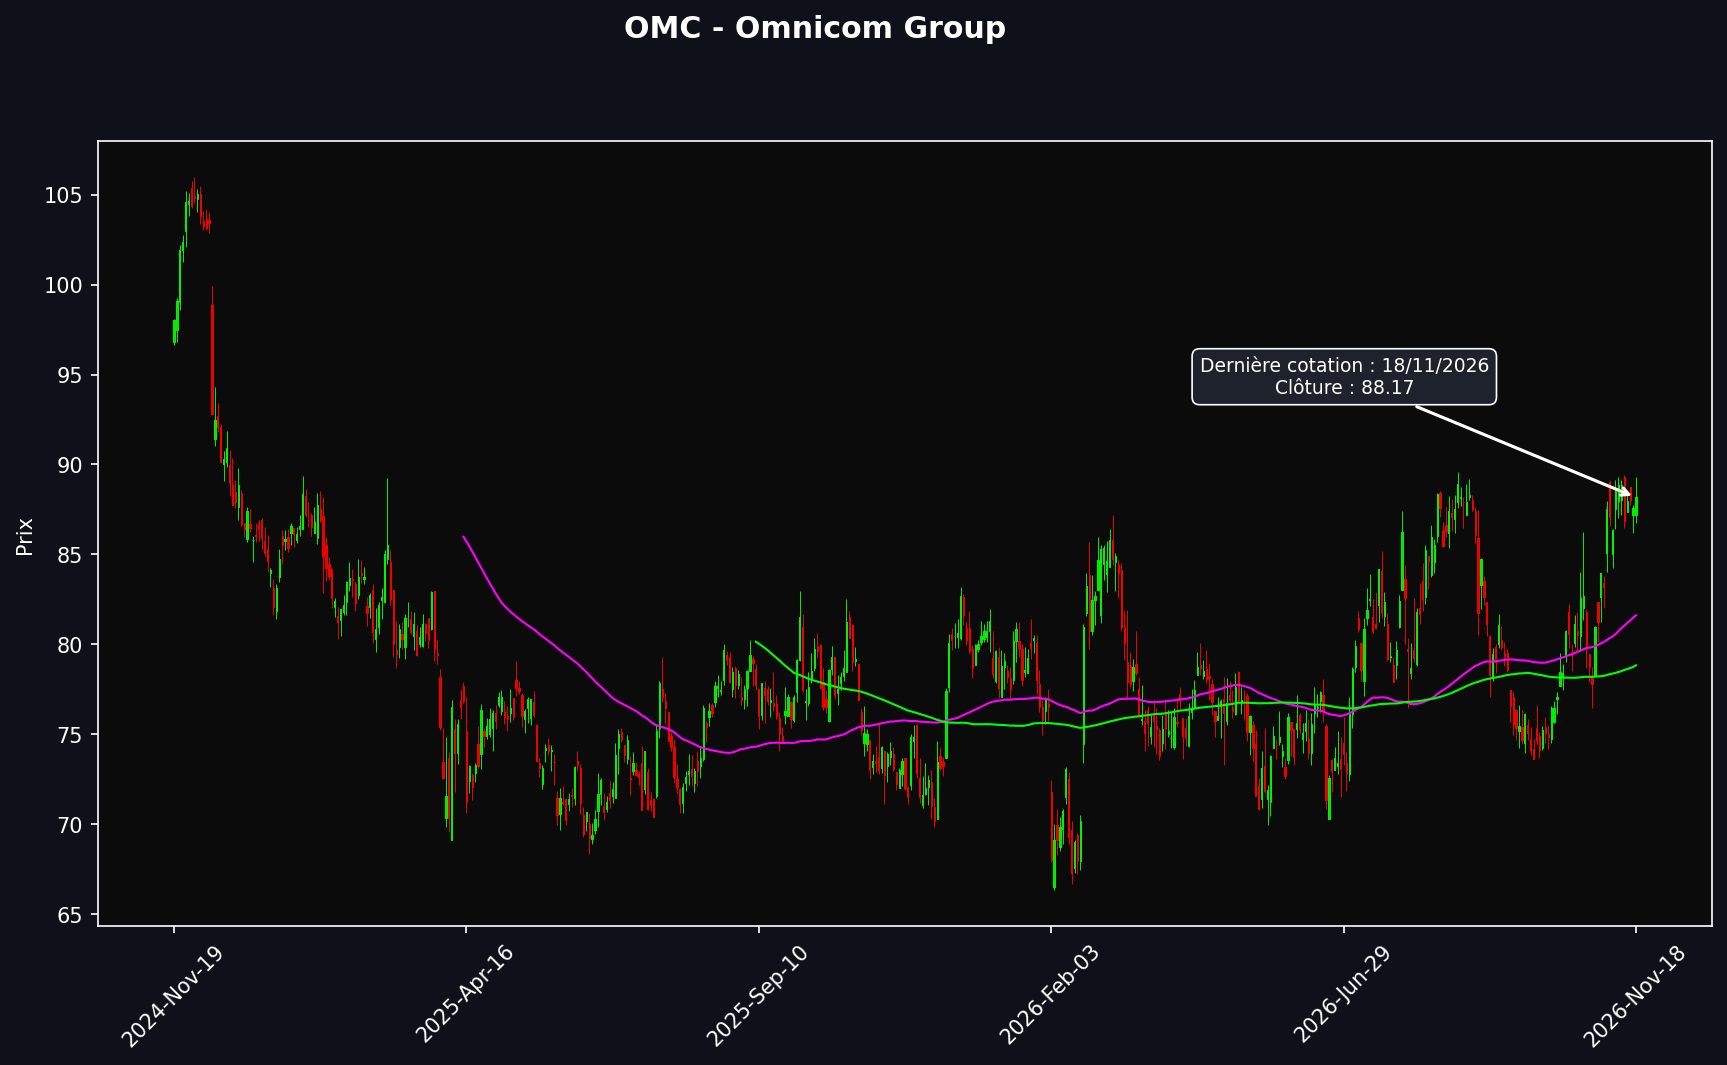 OMC - Omnicom Group
105
100
95
90
85
80
75
70
65
Prix
Dernière cotation : 18/11/2026
Clôture : 88.17
2024-Nov-19
2025-Apr-16
2025-Sep-10
2026-Feb-03
2026-Jun-29
2026-Nov-18